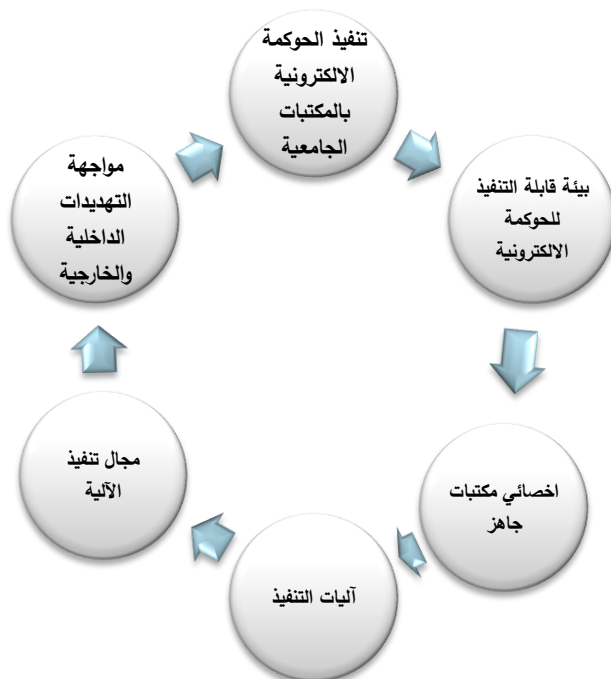 تنفيذ الحوكمة
الالكترونية
بالمكتبات
الجامعية
بيئة قابلة التنفيذ
للحوكمة
الالكترونية
اخصائي مكتبات
جاهز
آليات التنفيذ
مجال تنفيذ
الآلية
مواجهة
التهديدات
الداخلية
والخارجية